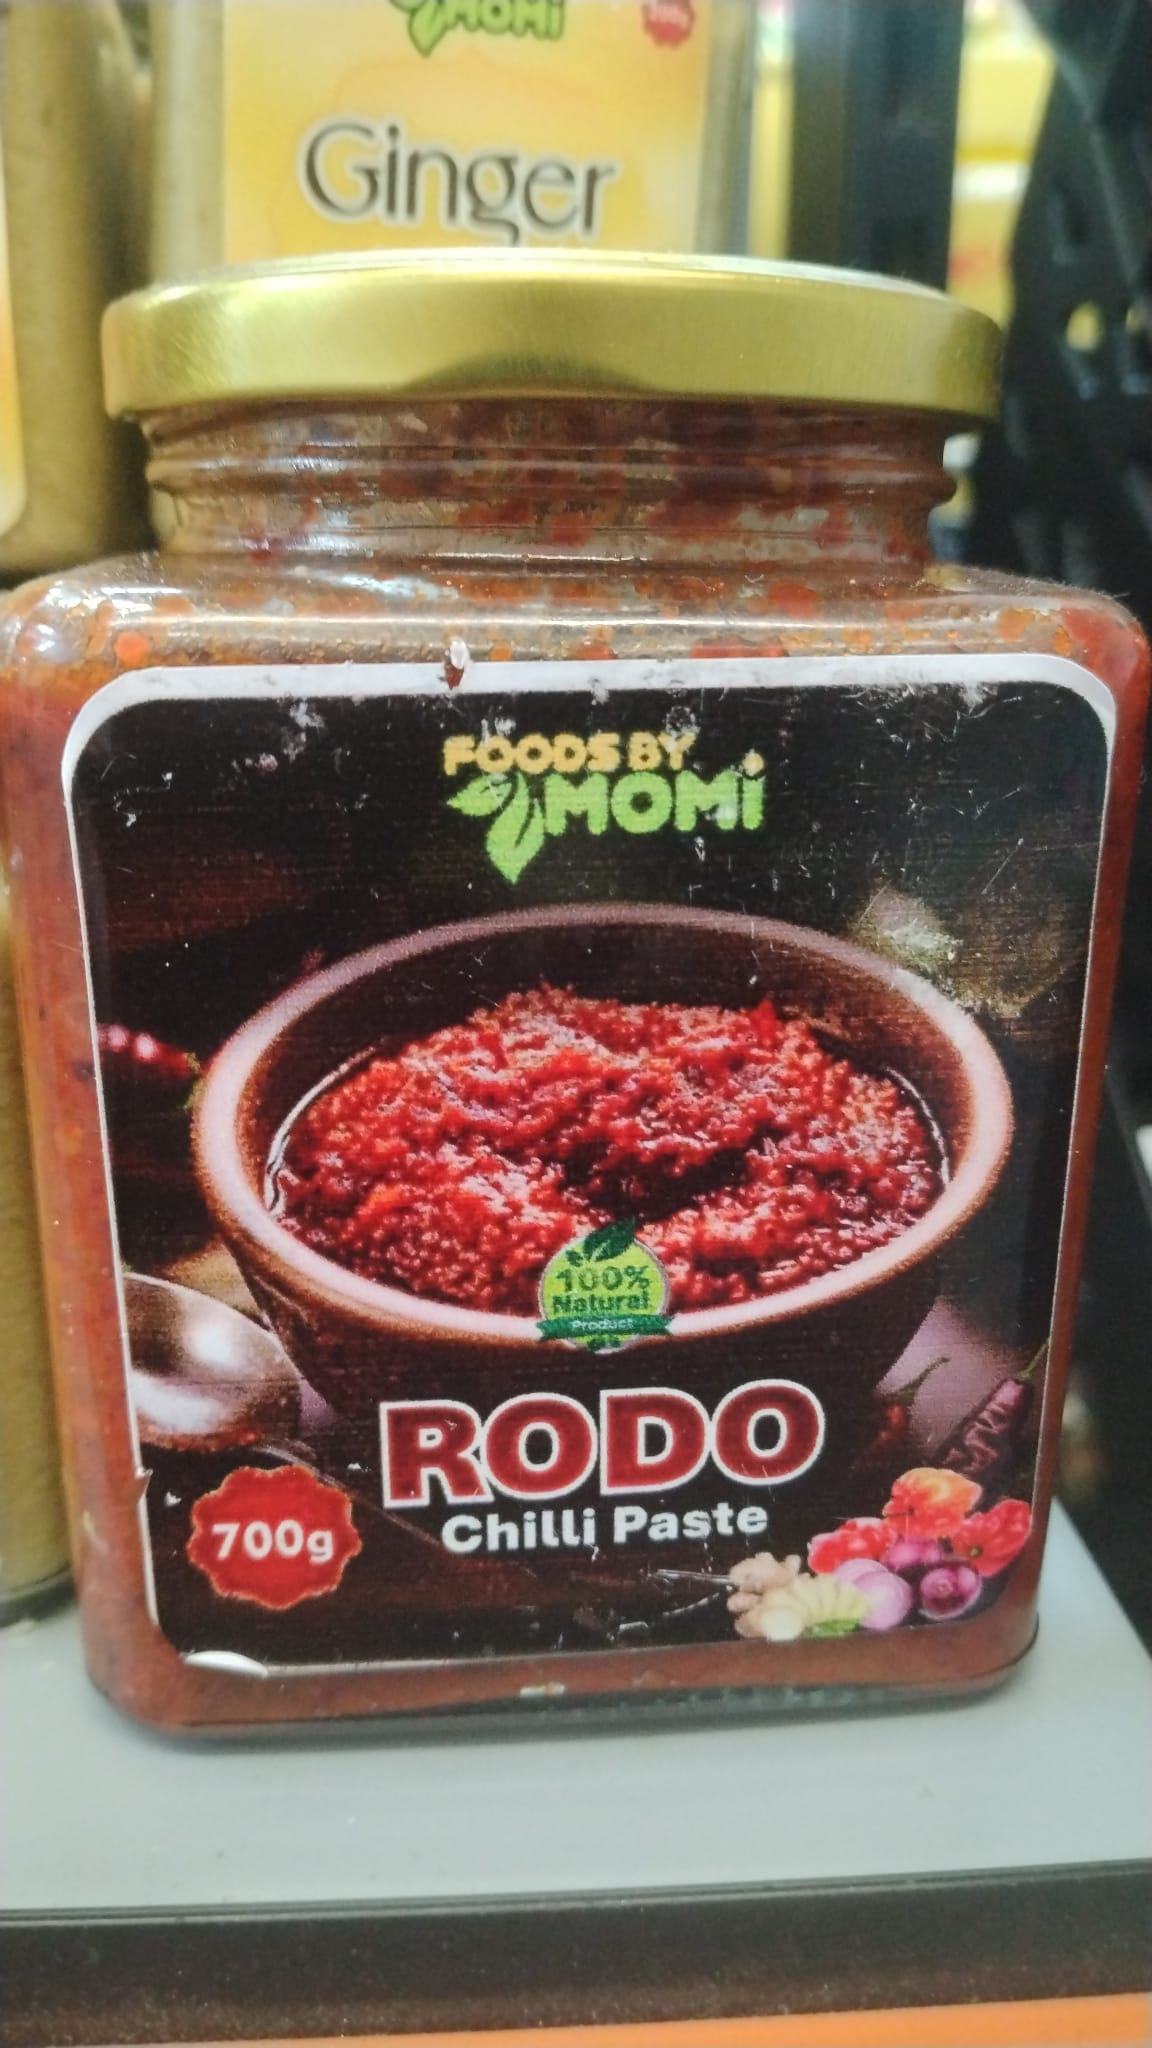 MOMi
Ginger
FOODS BY
MOMi
100%
Natural
Product
RODO
Chilli Paste
700g